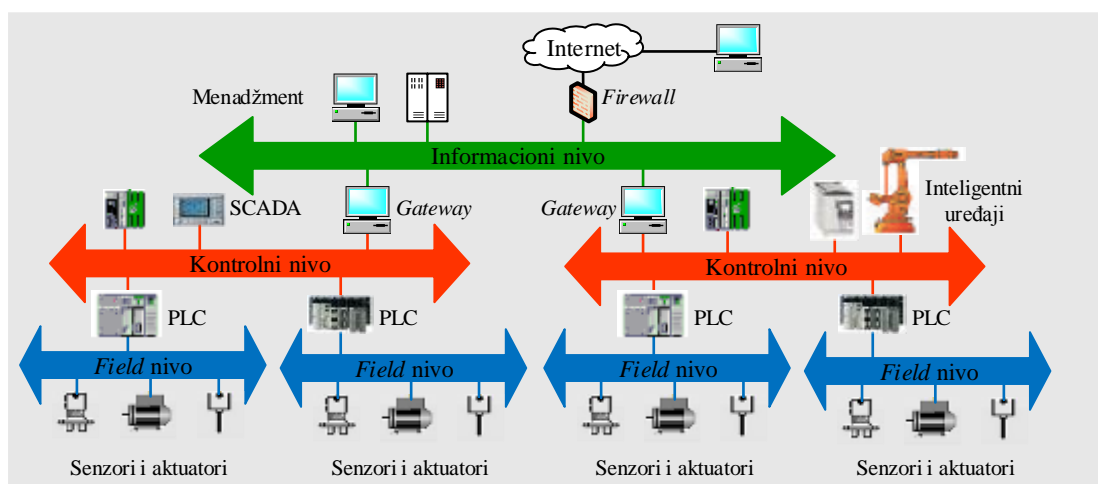 Internet
Menadžment
Firewall
Informacioni nivo
SCADA
Gateway
Gateway
Inteligentni
uređaji
Kontrolni nivo
Kontrolni nivo
PLC
PLC
PLC
PLC
Field nivo
Field nivo
Field nivo
Field nivo
Senzori i aktuatori
Senzori i aktuatori
Senzori i aktuatori
Senzori i aktuatori